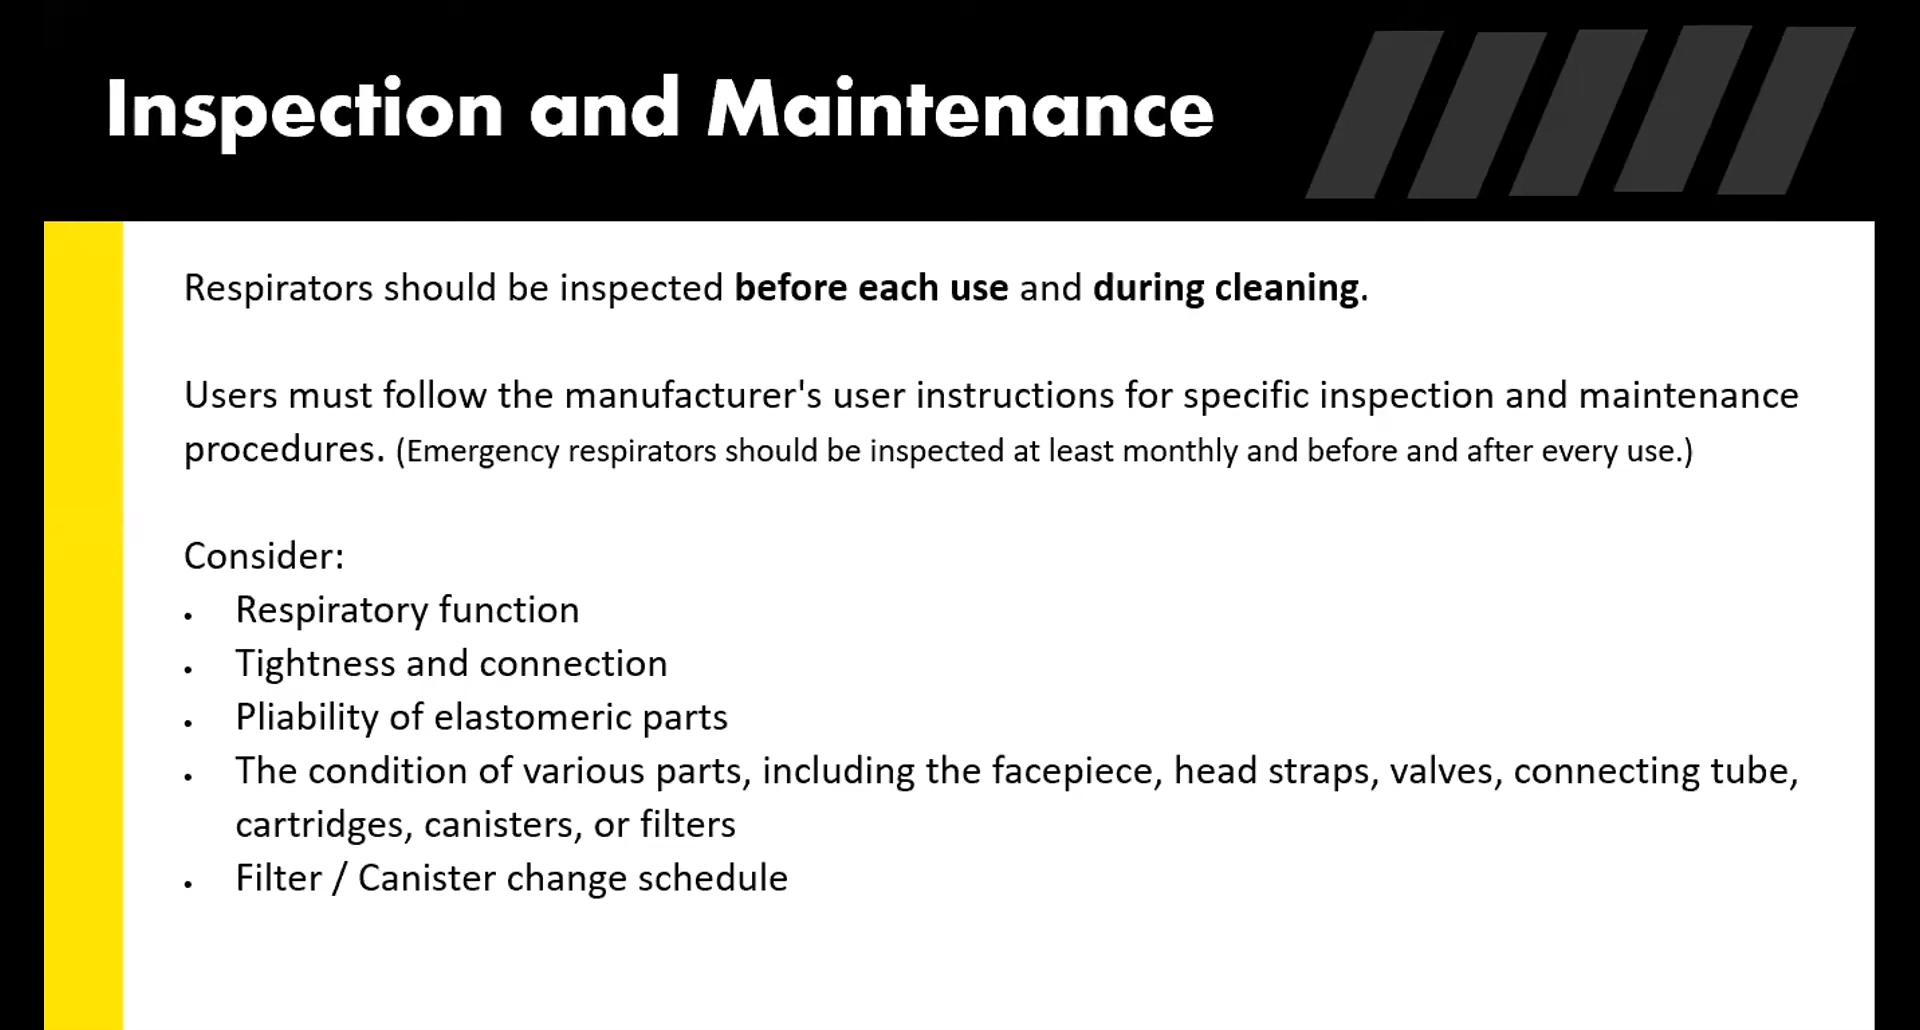 Inspection and Maintenance
Respirators should be inspected before each use and during cleaning.
Users must follow the manufacturer's user instructions for specific inspection and maintenance
procedures. (Emergency respirators should be inspected at least monthly and before and after every use.)
Consider:
• Respiratory function
• Tightness and connection
• Pliability of elastomeric parts
• The condition of various parts, including the facepiece, head straps, valves, connecting tube,
cartridges, canisters, or filters
• Filter / Canister change schedule